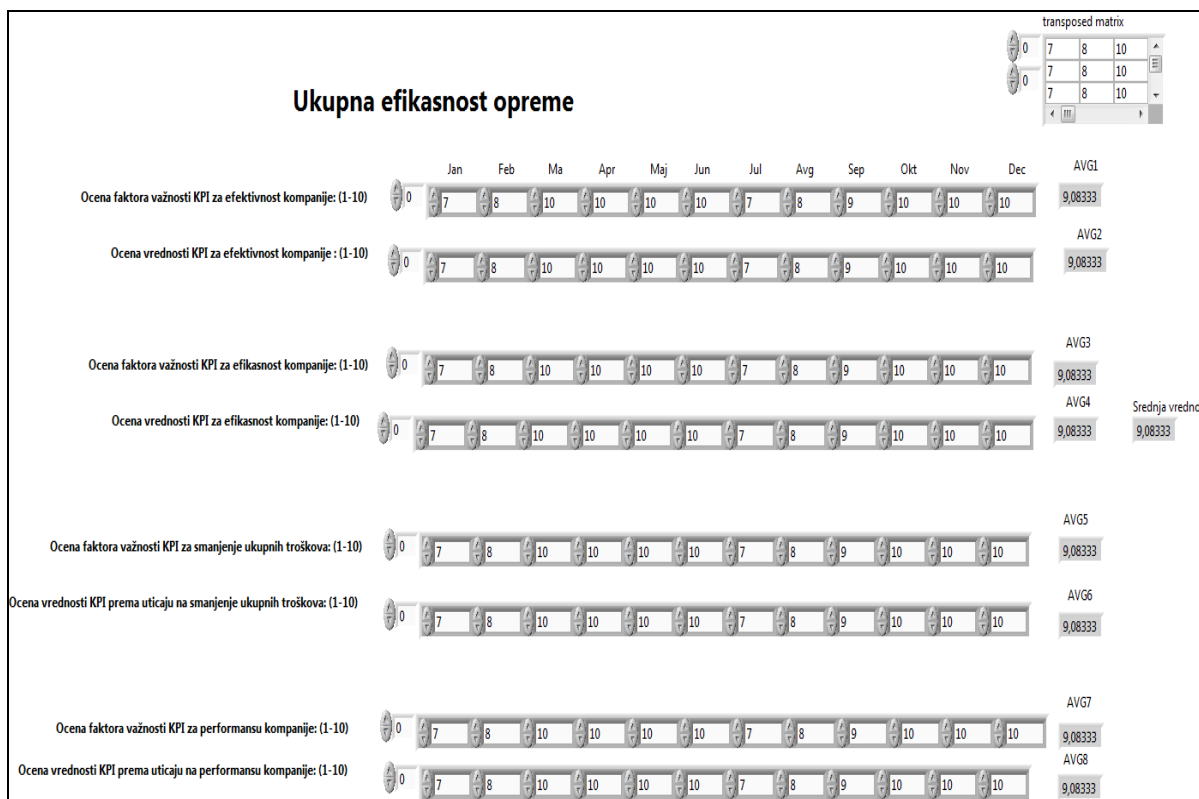 transposed matrix
0 7 8 10
0 7 8 10
7 8 10
Ukupna efikasnost opreme
Jan Feb Ma Apr Maj Jun Jul Avg Sep Okt Nov Dec AVG1
Ocena faktora važnosti KPI za efektivnost kompanije: (1-10) 0 7 8 10 10 10 10 7 8 9 10 10 10 9,08333
AVG2
Ocena vrednosti KPI za efektivnost kompanije : (1-10) 0 7 8 10 10 10 10 7 8 9 10 10 10 9,08333
AVG3
Ocena faktora važnosti KPI za efikasnost kompanije: (1-10) 0 7 8 10 10 10 10 7 8 9 10 10 10 9,08333
AVG4 Srednja vredno
Ocena vrednosti KPI za efikasnost kompanije: (1-10) 0 7 8 10 10 10 10 7 8 9 10 10 10 9,08333 9,08333
AVG5
Ocena faktora važnosti KPI za smanjenje ukupnih troškova: (1-10) 0 7 8 10 10 10 10 7 8 9 10 10 10 9,08333
AVG6
Ocena vrednosti KPI prema uticaju na smanjenje ukupnih troškova: (1-10) 0 7 8 10 10 10 10 7 8 9 10 10 10 9,08333
AVG7
Ocena faktora važnosti KPI za performansu kompanije: (1-10) 0 7 8 10 10 10 10 7 8 9 10 10 10 9,08333
AVG8
Ocena vrednosti KPI prema uticaju na performansu kompanije: (1-10) 0 7 8 10 10 10 10 7 8 9 10 10 10 9,08333